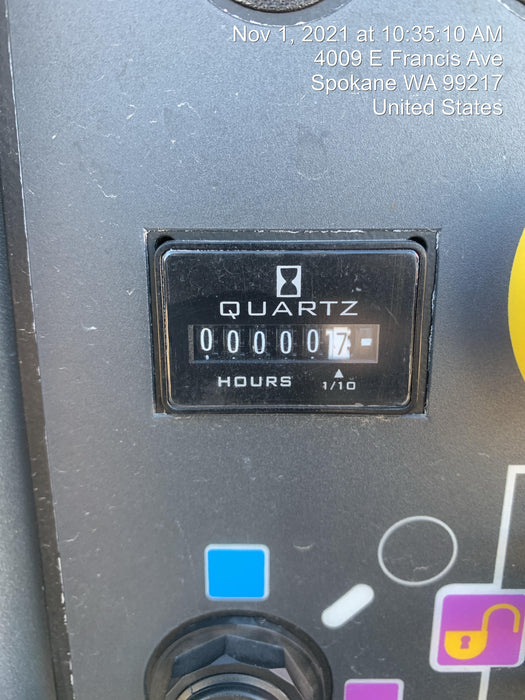 Nov 1, 2021 at 10:35:10 AM
4009 E Francis Ave
Spokane WA 99217
United States
QUARTZ
0000017
HOURS 1/10